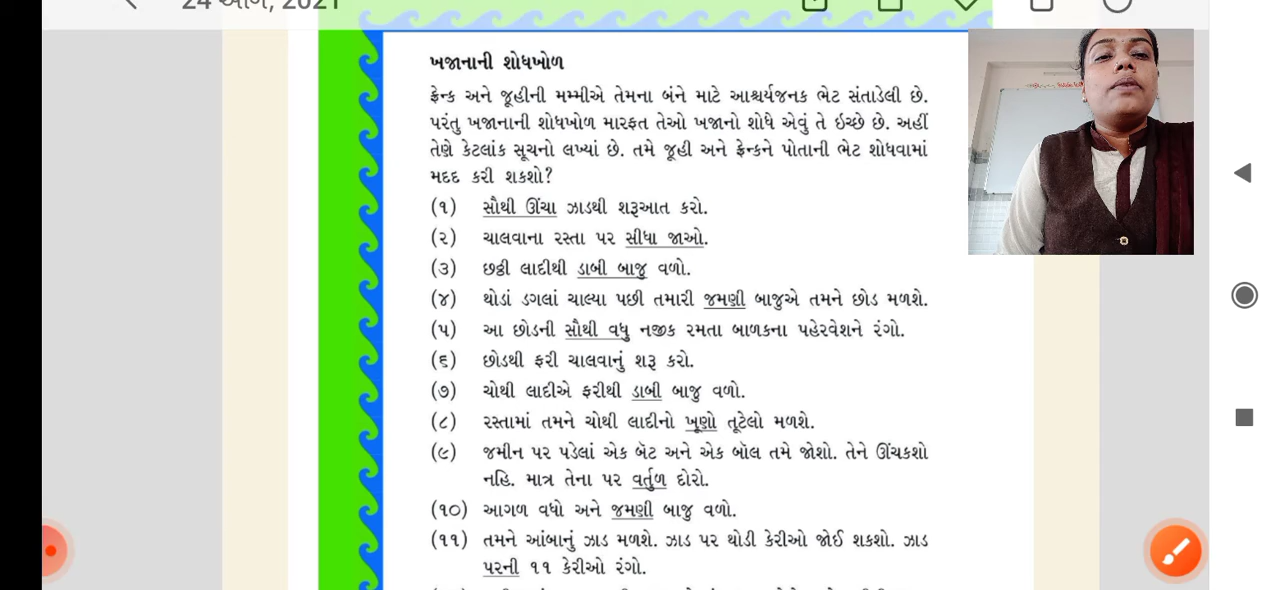 24 ઑગ, 2021
ખજાનાની શોધખોળ
ફ્રેન્ક અને જૂહીની મમ્મીએ તેમના બંને માટે આશ્ચર્યજનક ભેટ સંતાડેલી છે.
પરંતુ ખજાનાની શોધખોળ મારફત તેઓ ખજાનો શોધે એવું તે ઇચ્છે છે. અહીં
તેણે કેટલાંક સૂચનો લખ્યાં છે. તમે જૂહી અને ફ્રેન્કને પોતાની ભેટ શોધવામાં
મદદ કરી શકશો?
(૧) સૌથી ઊંચા ઝાડથી શરૂઆત કરો.
(૨) ચાલવાના રસ્તા પર સીધા જાઓ.
(૩) છઠ્ઠી લાદીથી ડાબી બાજુ વળો.
(૪) થોડાં ડગલાં ચાલ્યા પછી તમારી જમણી બાજુએ તમને છોડ મળશે.
(૫) આ છોડની સૌથી વધુ નજીક રમતા બાળકના પહેરવેશને રંગો.
(૬) છોડથી ફરી ચાલવાનું શરૂ કરો.
(૭) ચોથી લાદીએ ફરીથી ડાબી બાજુ વળો.
(૮) રસ્તામાં તમને ચોથી લાદીનો ખૂણો તૂટેલો મળશે.
(૯) જમીન પર પડેલાં એક બૅટ અને એક બૉલ તમે જોશો. તેને ઊંચકશો
નહિ. માત્ર તેના પર વર્તુળ દોરો.
(૧૦) આગળ વધો અને જમણી બાજુ વળો.
(૧૧) તમને આંબાનું ઝાડ મળશે. ઝાડ પર થોડી કેરીઓ જોઈ શકશો. ઝાડ
પરની ૧૧ કેરીઓ રંગો.